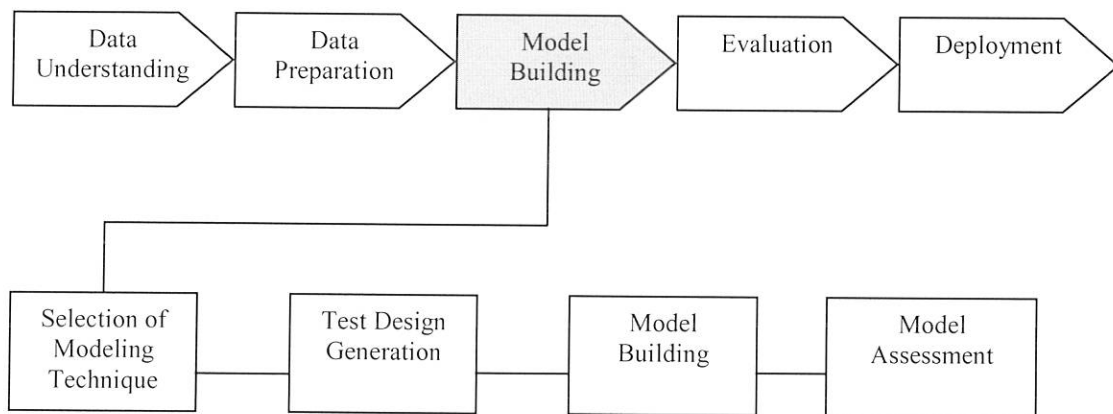 Data
Understanding
Data
Preparation
Model
Building
Evaluation
Deployment
Selection of
Modeling
Technique
Test Design
Generation
Model
Building
Model
Assessment